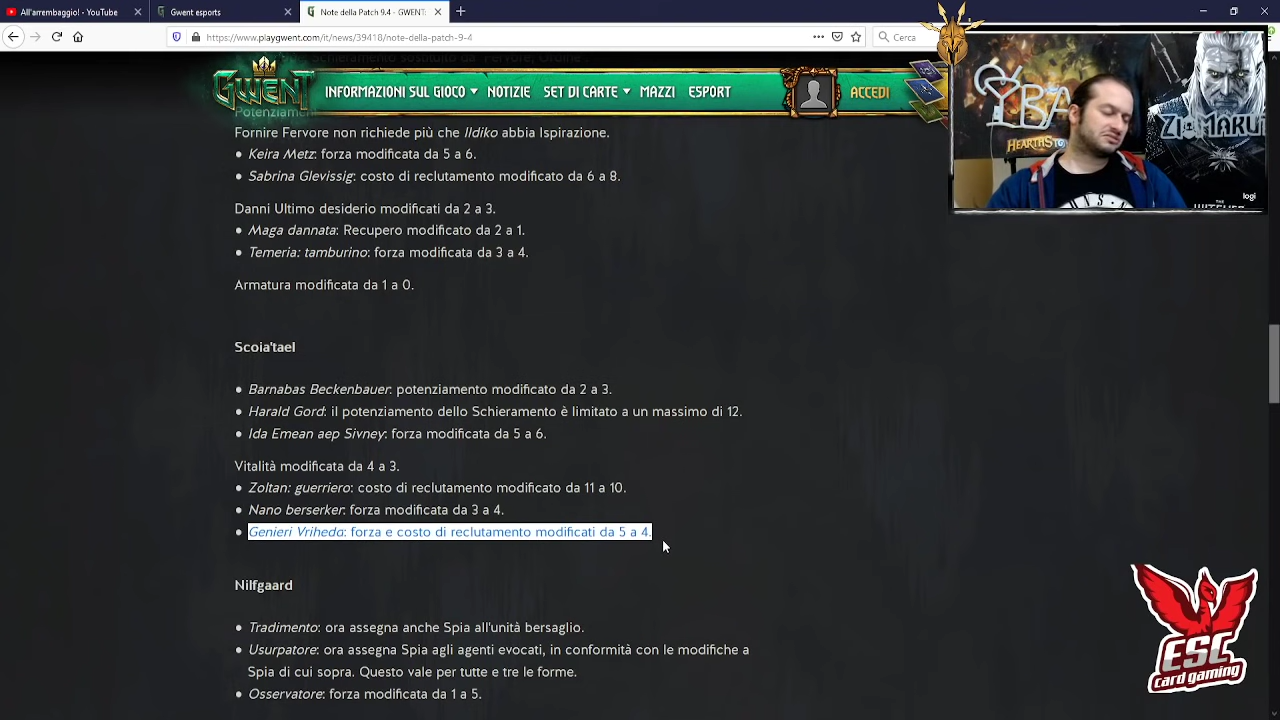 All'arrembaggio! - YouTube
Gwent esports
Note della Patch 9.4 - GWENT:
https://www.playgwent.com/it/news/39418/note-della-patch-9-4
Cerca
GWENT
INFORMAZIONI SUL GIOCO
NOTIZIE
SET DI CARTE
MAZZI
ESPORT
ACCEDI
Fornire Fervore non richiede più che Ildiko abbia Ispirazione.
• Keira Metz: forza modificata da 5 a 6.
• Sabrina Glevissig: costo di reclutamento modificato da 6 a 8.
Danni Ultimo desiderio modificati da 2 a 3.
• Maga dannata: Recupero modificato da 2 a 1.
• Temeria: tamburino: forza modificata da 3 a 4.
Armatura modificata da 1 a 0.
Scoia'tael
• Barnabas Beckenbauer: potenziamento modificato da 2 a 3.
• Harald Gord: il potenziamento dello Schieramento è limitato a un massimo di 12.
• Ida Emean aep Sivney: forza modificata da 5 a 6.
Vitalità modificata da 4 a 3.
• Zoltan: guerriero: costo di reclutamento modificato da 11 a 10.
• Nano berserker: forza modificata da 3 a 4.
• Genieri Vrihedd: forza e costo di reclutamento modificati da 5 a 4.
Nilfgaard
• Tradimento: ora assegna anche Spia all'unità bersaglio.
• Usurpatore: ora assegna Spia agli agenti evocati, in conformità con le modifiche a
Spia di cui sopra. Questo vale per tutte e tre le forme.
• Osservatore: forza modificata da 1 a 5.
HEARTHSTO
logi
THE
WITCHER
ESC
card gaming